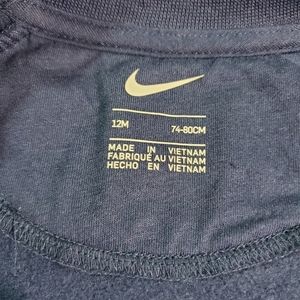 12M 74-80CM
MADE IN VIETNAM
FABRIQUÉ AU VIETNAM
HECHO EN VIETNAM